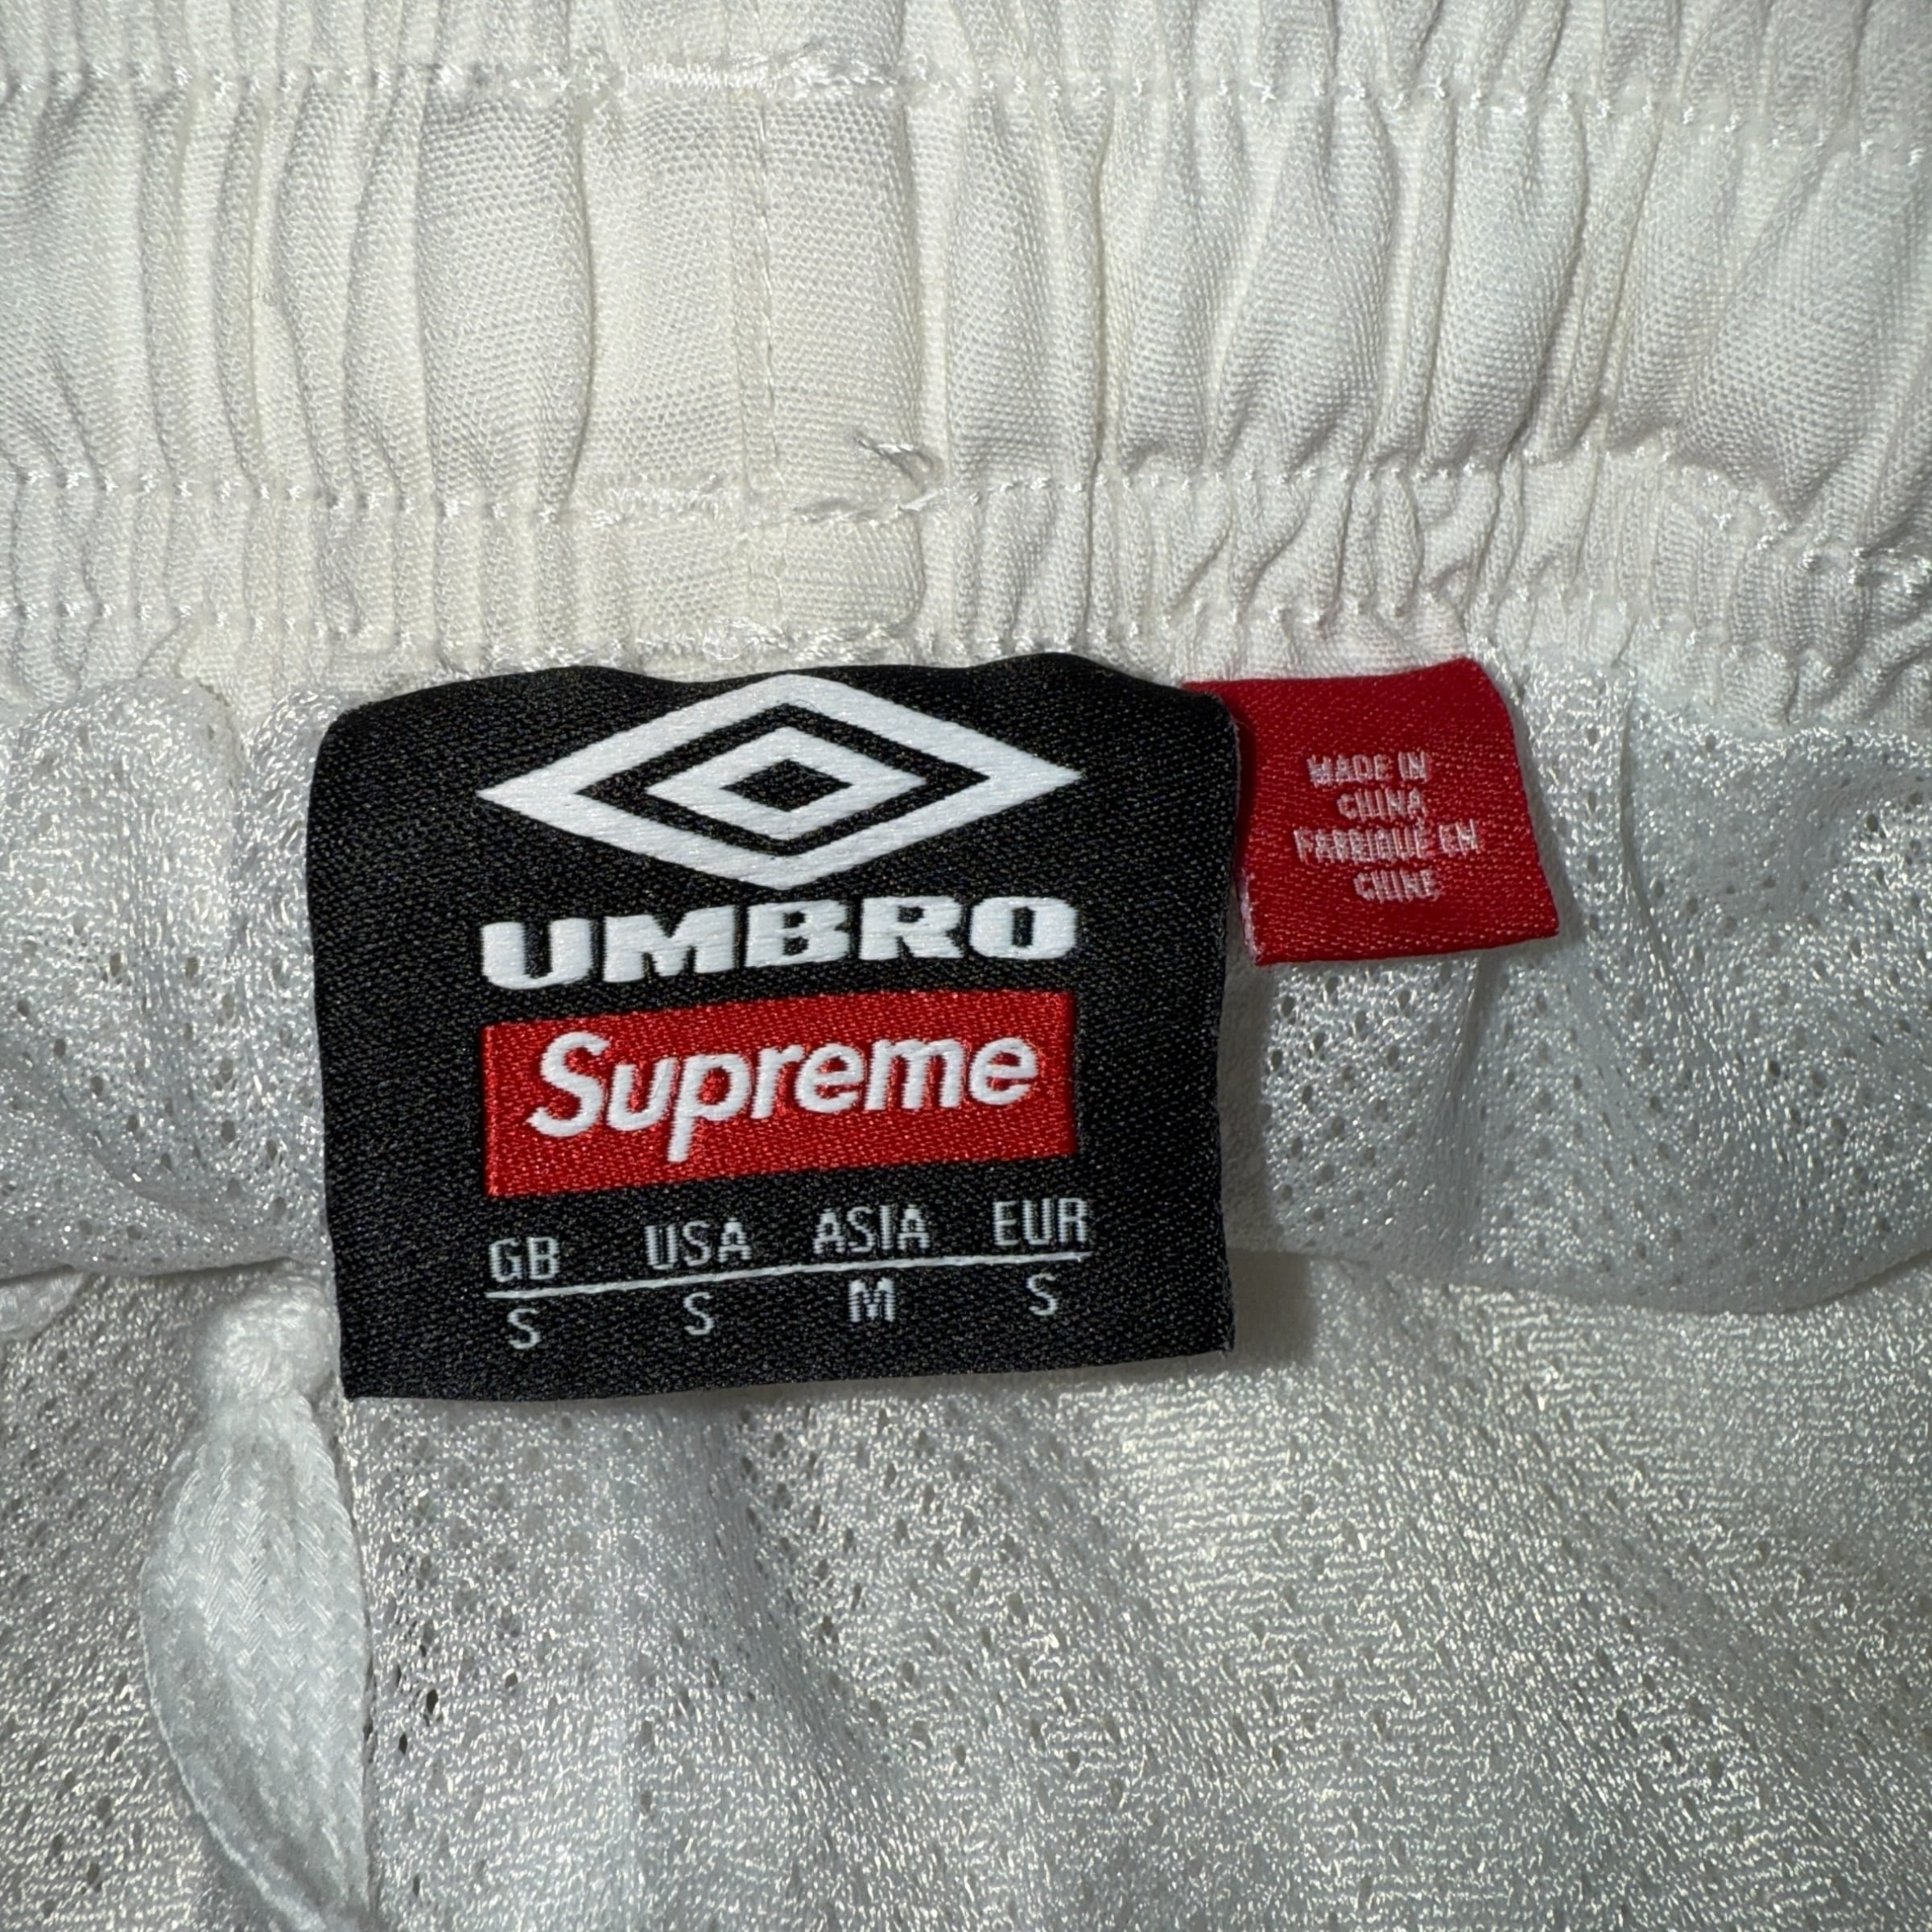 UMBRO
Supreme
GB USA ASIA EUR
S S M S
MADE IN
CHINA
FABRIQUÉ EN
CHINE